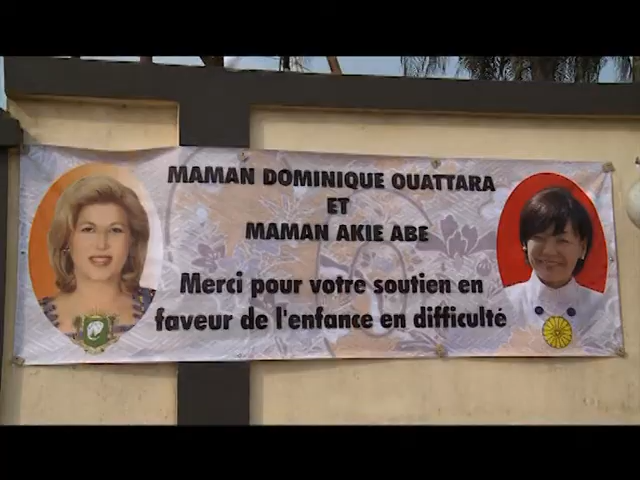 MAMAN DOMINIQUE OUATTARA
ET
MAMAN AKIE ABE
Merci pour votre soutien en
faveur de l'enfance en difficulté